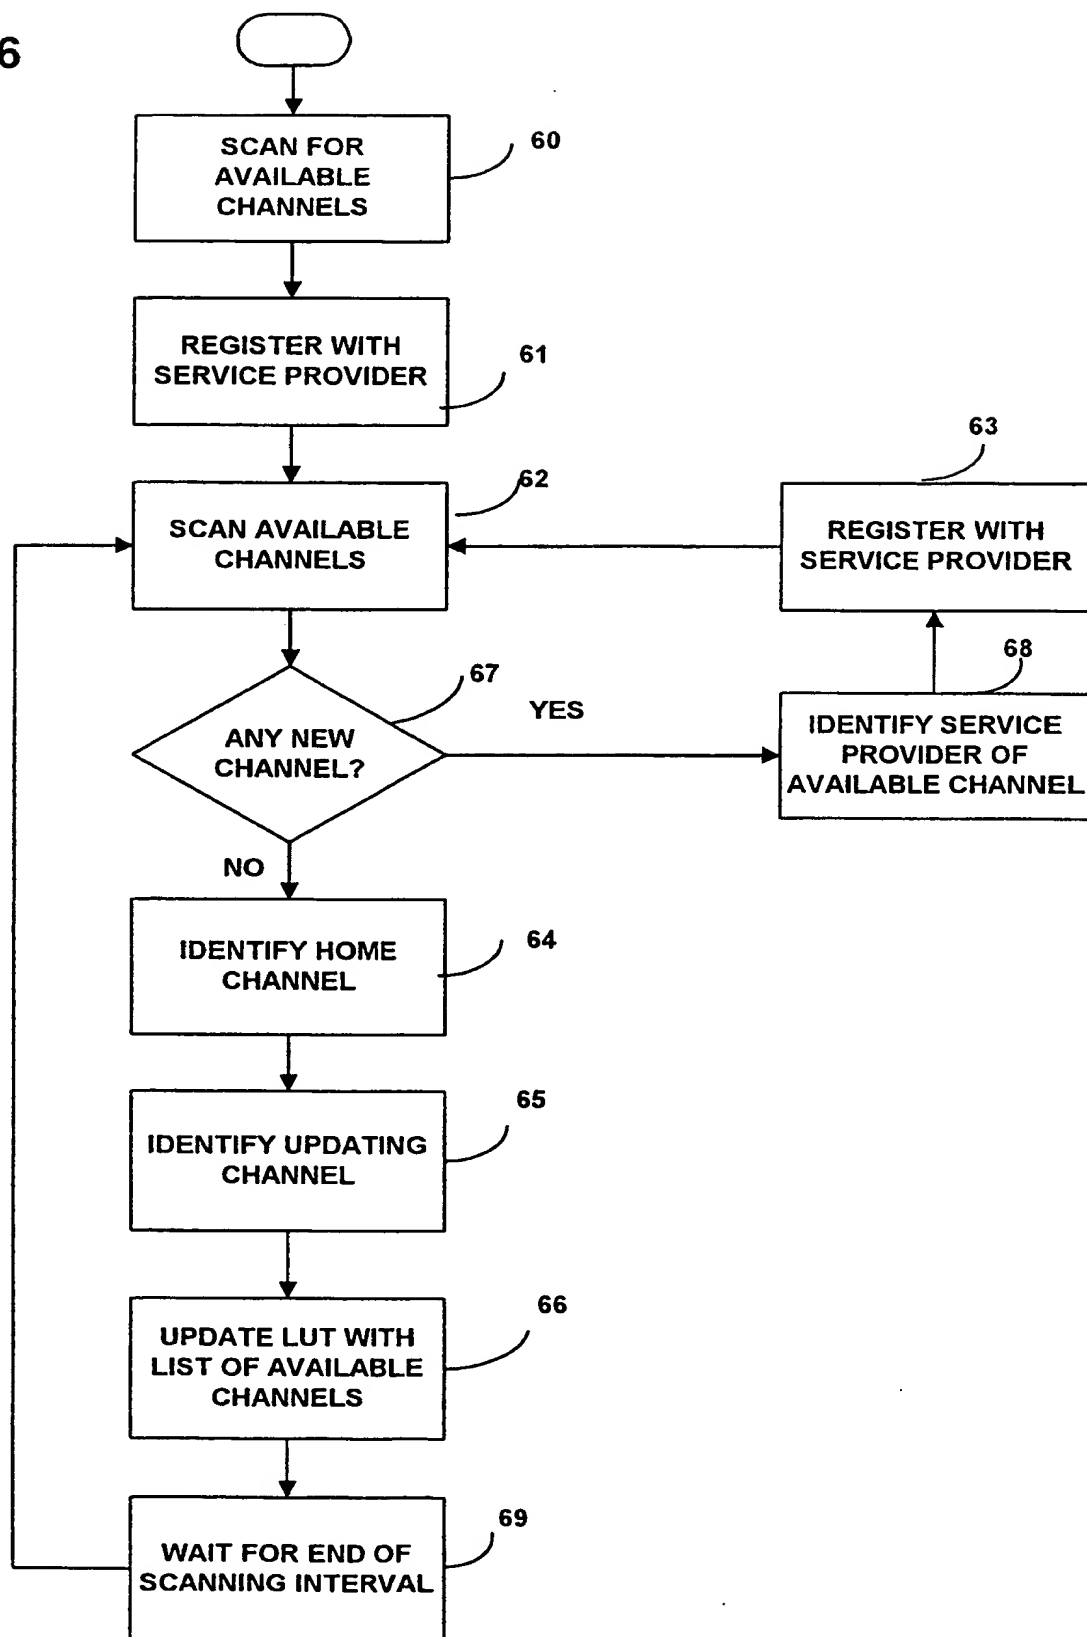 6
SCAN FOR
AVAILABLE
CHANNELS
60
REGISTER WITH
SERVICE PROVIDER
61
SCAN AVAILABLE
CHANNELS
62
REGISTER WITH
SERVICE PROVIDER
63
ANY NEW
CHANNEL?
67
YES
IDENTIFY SERVICE
PROVIDER OF
AVAILABLE CHANNEL
68
NO
IDENTIFY HOME
CHANNEL
64
IDENTIFY UPDATING
CHANNEL
65
UPDATE LUT WITH
LIST OF AVAILABLE
CHANNELS
66
WAIT FOR END OF
SCANNING INTERVAL
69